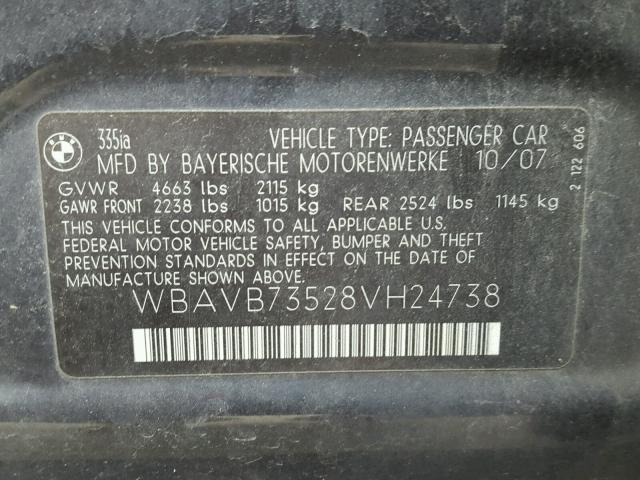 BMW
335ia VEHICLE TYPE: PASSENGER CAR
MFD BY BAYERISCHE MOTORENWERKE 10/07
GVWR 4663 lbs 2115 kg
GAWR FRONT 2238 lbs 1015 kg REAR 2524 lbs 1145 kg
THIS VEHICLE CONFORMS TO ALL APPLICABLE U.S.
FEDERAL MOTOR VEHICLE SAFETY, BUMPER AND THEFT
PREVENTION STANDARDS IN EFFECT ON THE DATE OF
MANUFACTURE SHOWN ABOVE.
WBAVB73528VH24738
2 122 606